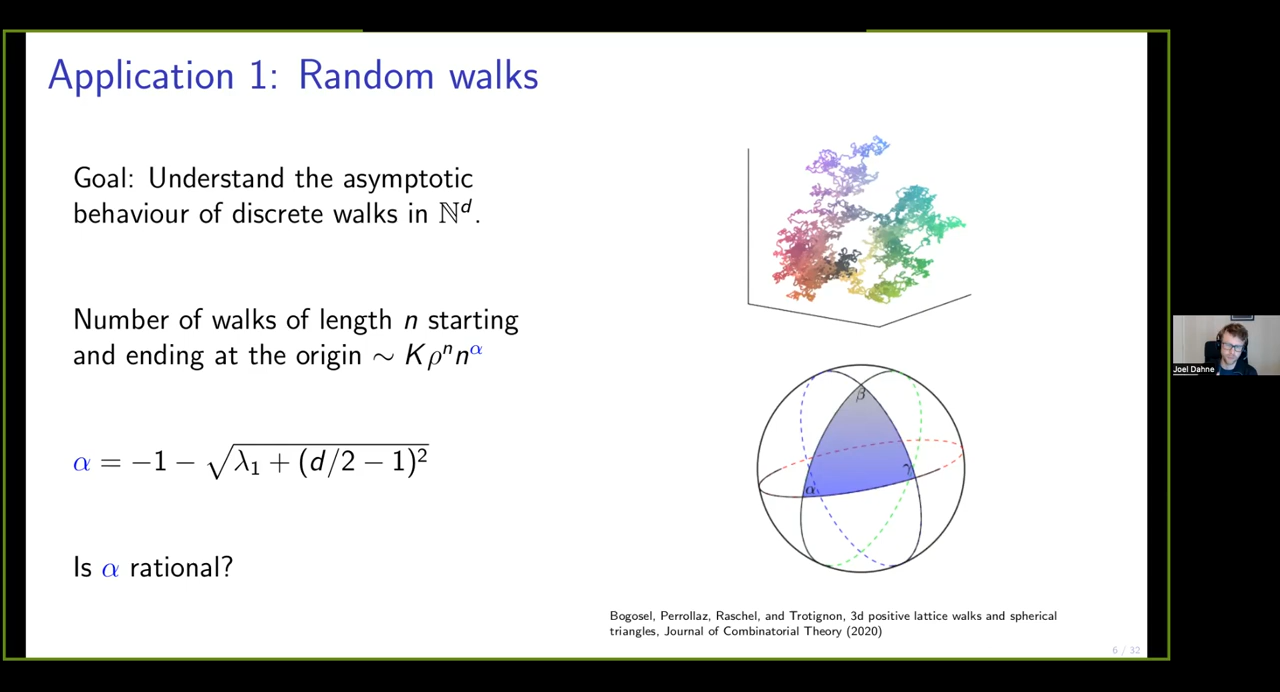 Application 1: Random walks
Goal: Understand the asymptotic
behaviour of discrete walks in ℕᵈ.
Number of walks of length n starting
and ending at the origin ∼ Kρⁿn^α
α = −1 − √(λ₁ + (d/2 − 1)²)
Is α rational?
β
γ
α
Bogosel, Perrollaz, Raschel, and Trotignon, 3d positive lattice walks and spherical
triangles, Journal of Combinatorial Theory (2020)
6 / 32
Joel Dahne